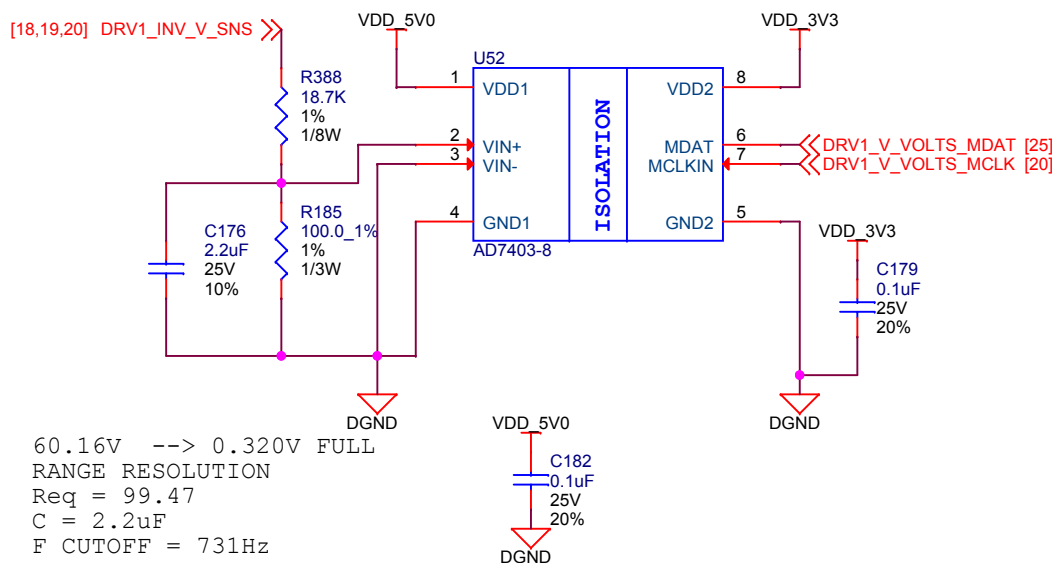 [18,19,20] DRV1_INV_V_SNS
VDD_5V0
VDD_3V3
R388
18.7K
1%
1/8W
U52
1
VDD1
ISOLATION
VDD2
8
2
VIN+
MDAT
6
DRV1_V_VOLTS_MDAT [25]
3
VIN-
MCLKIN
7
DRV1_V_VOLTS_MCLK [20]
4
GND1
GND2
5
AD7403-8
C176
2.2uF
25V
10%
R185
100.0_1%
1%
1/3W
VDD_3V3
C179
0.1uF
25V
20%
DGND
DGND
VDD_5V0
C182
0.1uF
25V
20%
DGND
60.16V --> 0.320V FULL
RANGE RESOLUTION
Req = 99.47
C = 2.2uF
F CUTOFF = 731Hz